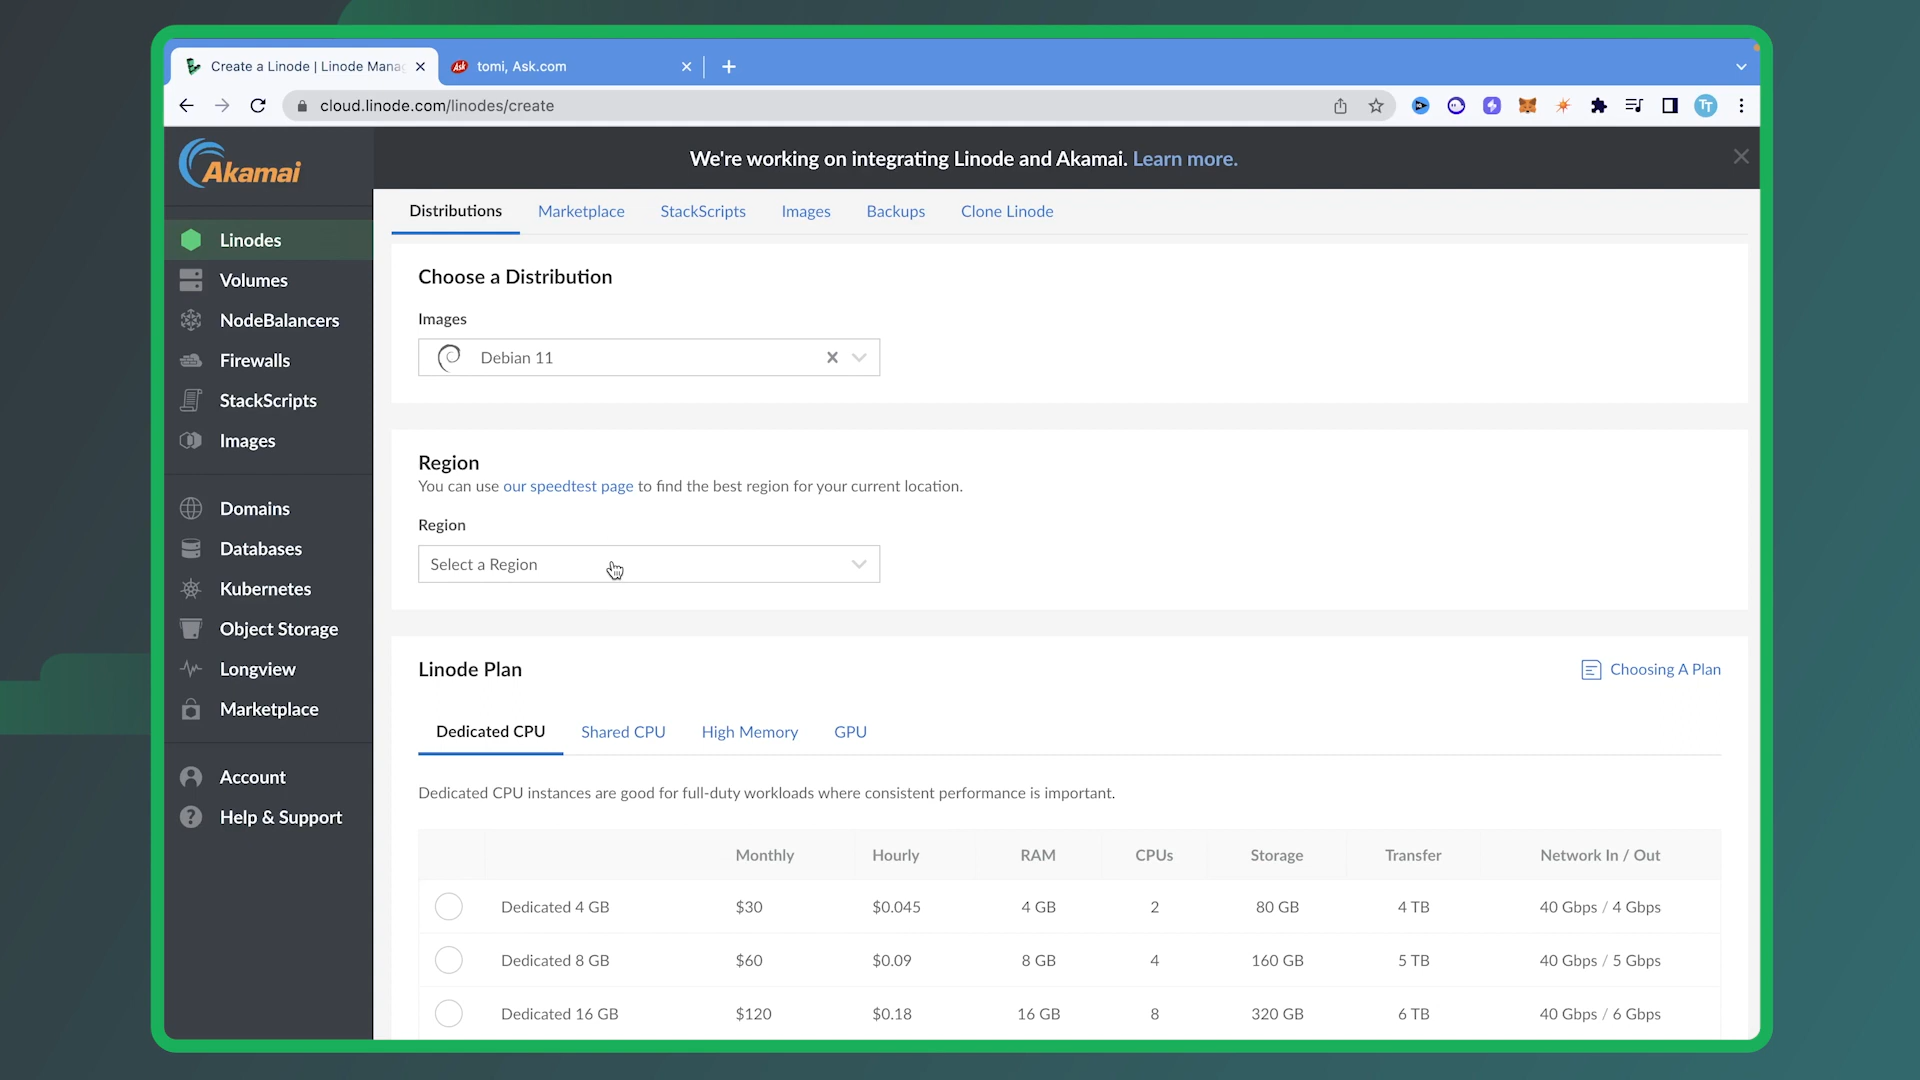 Create a Linode | Linode Mana
Ask tomi, Ask.com
cloud.linode.com/linodes/create
TT
Akamai
We're working on integrating Linode and Akamai. Learn more.
Linodes
Volumes
NodeBalancers
Firewalls
StackScripts
Images
Domains
Databases
Kubernetes
Object Storage
Longview
Marketplace
Account
Help & Support
Distributions Marketplace StackScripts Images Backups Clone Linode
Choose a Distribution
Images
Debian 11
Region
You can use our speedtest page to find the best region for your current location.
Region
Select a Region
Linode Plan
Choosing A Plan
Dedicated CPU Shared CPU High Memory GPU
Dedicated CPU instances are good for full-duty workloads where consistent performance is important.
Monthly Hourly RAM CPUs Storage Transfer Network In / Out
Dedicated 4 GB $30 $0.045 4 GB 2 80 GB 4 TB 40 Gbps / 4 Gbps
Dedicated 8 GB $60 $0.09 8 GB 4 160 GB 5 TB 40 Gbps / 5 Gbps
Dedicated 16 GB $120 $0.18 16 GB 8 320 GB 6 TB 40 Gbps / 6 Gbps